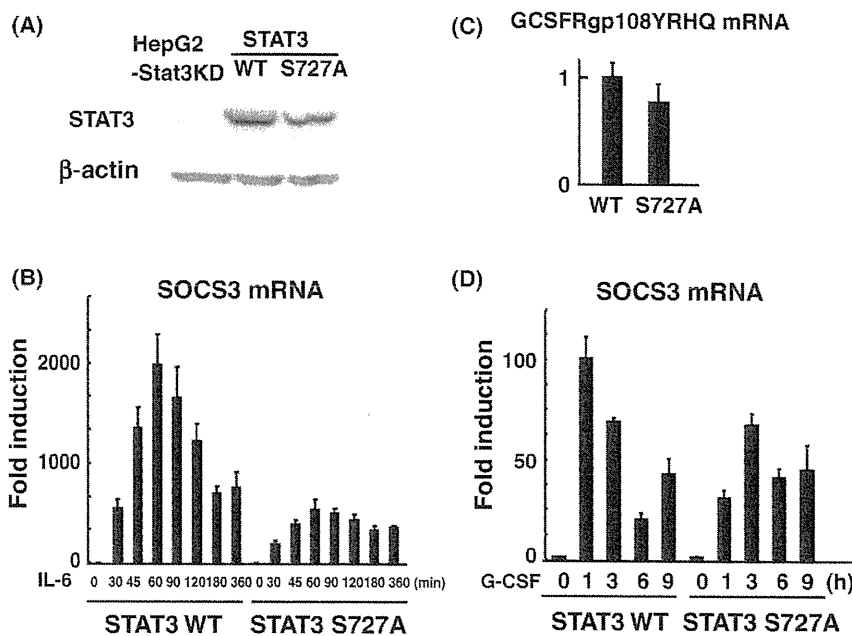 (A)
HepG2
-Stat3KD
STAT3
WT S727A
STAT3
β-actin
(C)
GCSFRgp108YRHQ mRNA
1
0
WT S727A
(B)
SOCS3 mRNA
Fold induction
2000
1000
0
IL-6 0 30 45 60 90 120 180 360 0 30 45 60 90 120 180 360 (min)
STAT3 WT STAT3 S727A
(D)
SOCS3 mRNA
Fold induction
100
50
0
G-CSF 0 1 3 6 9 0 1 3 6 9 (h)
STAT3 WT STAT3 S727A